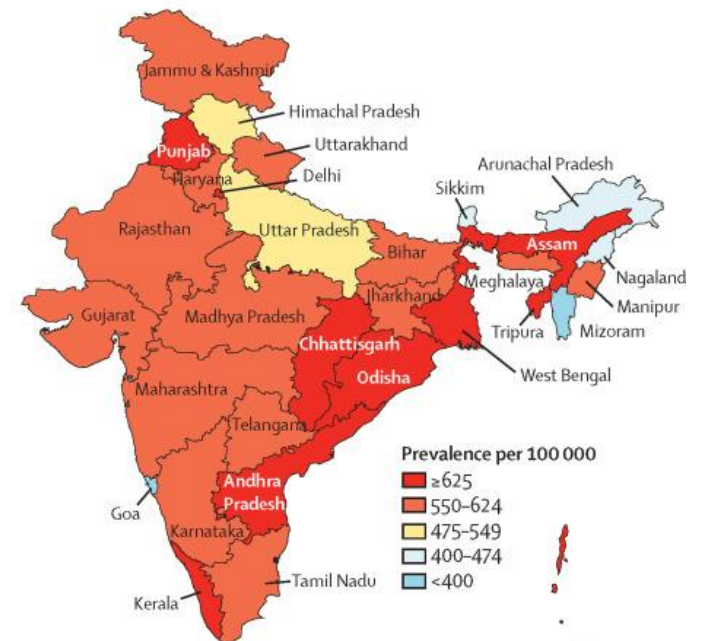 Jammu & Kashmir
Himachal Pradesh
Punjab
Uttarakhand
Haryana
Delhi
Arunachal Pradesh
Sikkim
Rajasthan
Uttar Pradesh
Assam
Bihar
Meghalaya
Nagaland
Jharkhand
Manipur
Gujarat
Madhya Pradesh
Tripura
Mizoram
Chhattisgarh
Odisha
West Bengal
Maharashtra
Telangana
Prevalence per 100 000
≥625
550–624
475–549
400–474
<400
Andhra
Pradesh
Goa
Karnataka
Tamil Nadu
Kerala